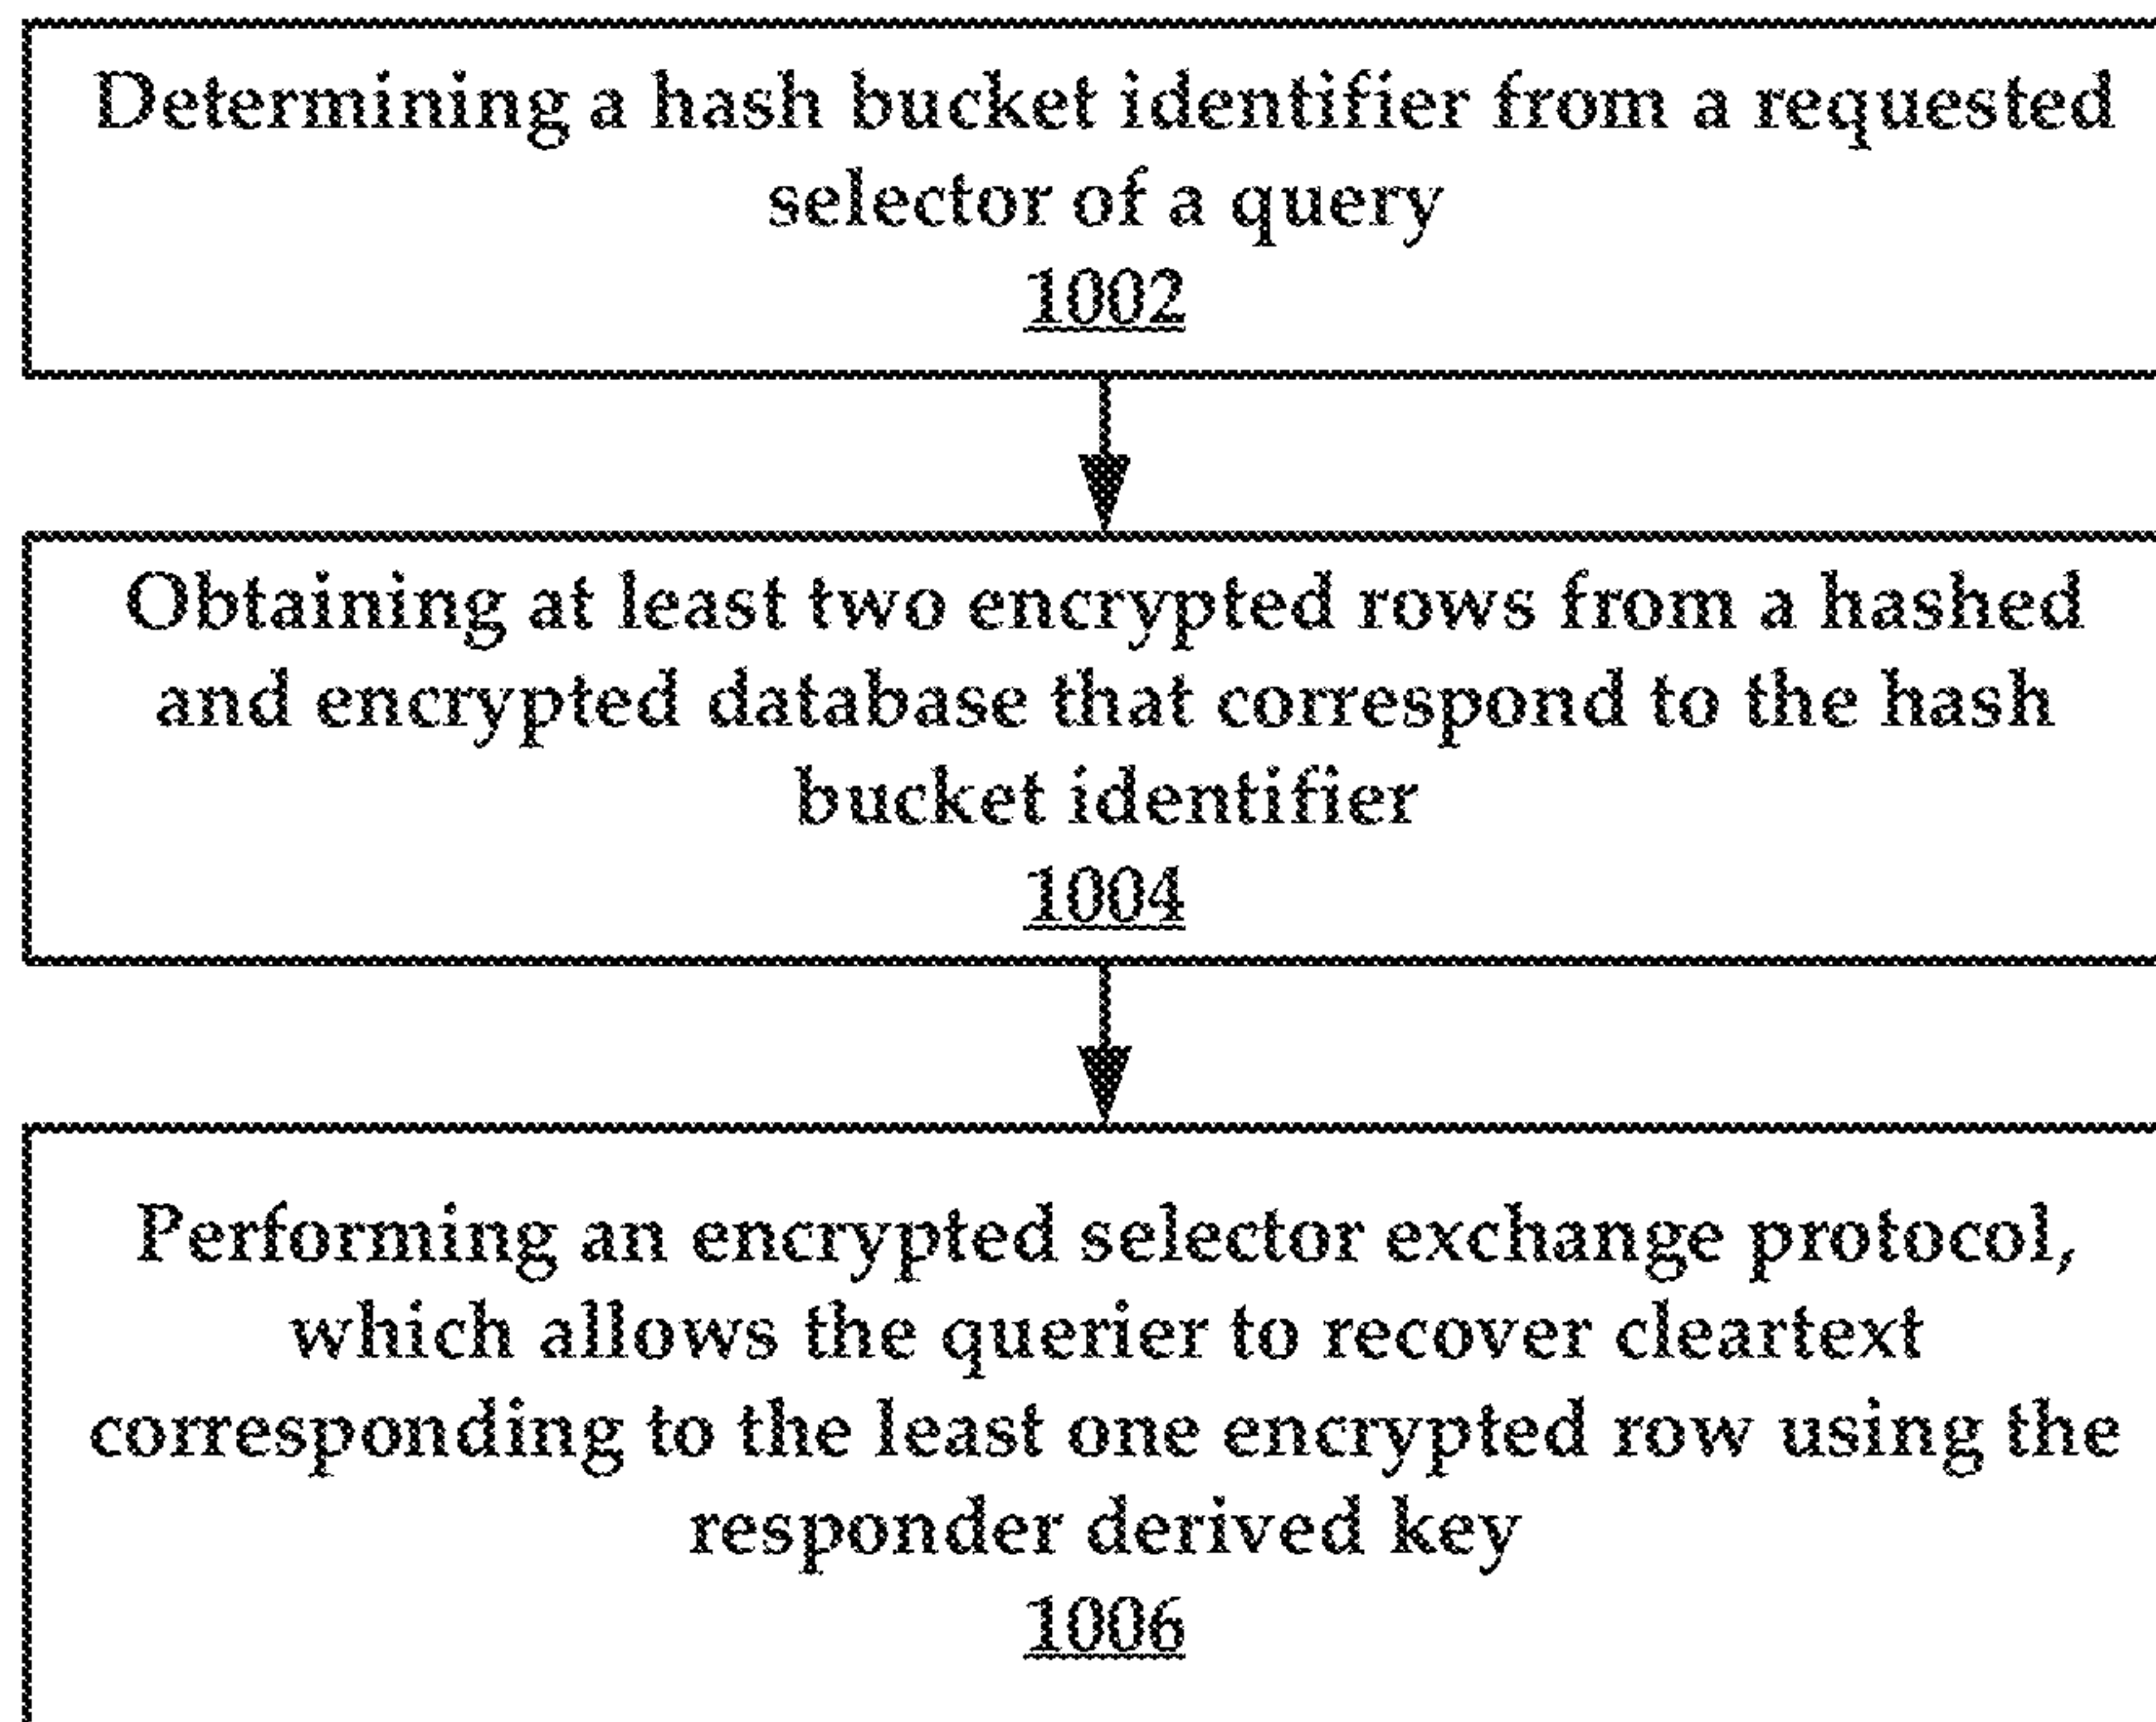 Determining a hash bucket identifier from a requested
selector of a query
1002
Obtaining at least two encrypted rows from a hashed
and encrypted database that correspond to the hash
bucket identifier
1004
Performing an encrypted selector exchange protocol,
which allows the querier to recover cleartext
corresponding to the least one encrypted row using the
responder derived key
1006